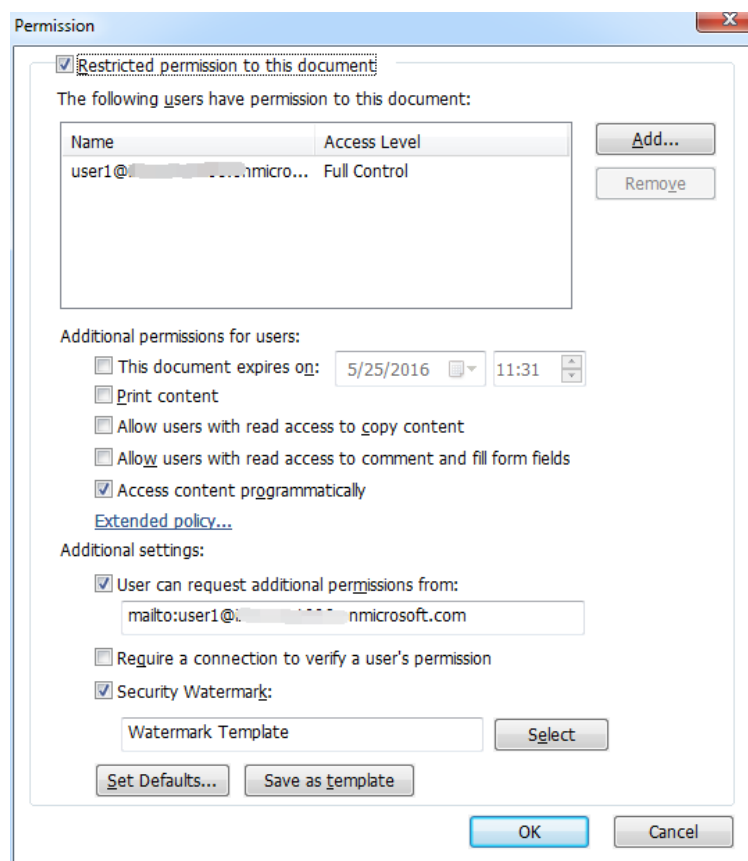 Permission
X
Restricted permission to this document
The following users have permission to this document:
Name Access Level
Add...
user1@ nmicro... Full Control
Remove
Additional permissions for users:
This document expires on: 5/25/2016 11:31
Print content
Allow users with read access to copy content
Allow users with read access to comment and fill form fields
Access content programmatically
Extended policy...
Additional settings:
User can request additional permissions from:
mailto:user1@ nmicrosoft.com
Require a connection to verify a user's permission
Security Watermark:
Watermark Template Select
Set Defaults... Save as template
OK Cancel